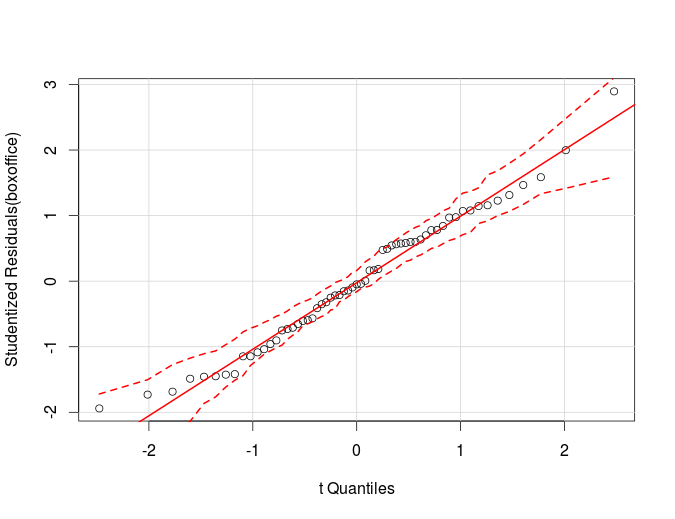 Studentized Residuals(boxoffice)
3
2
1
0
-1
-2
-2 -1 0 1 2
t Quantiles